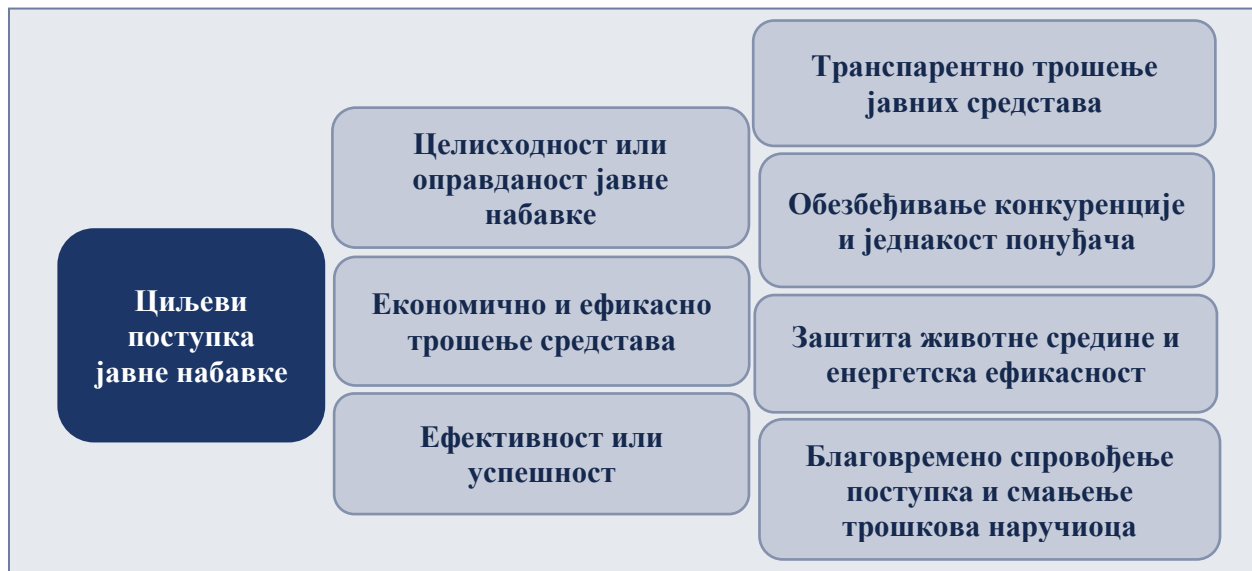 Циљеви
поступка
јавне набавке
Целисходност или
оправданост јавне
набавке
Економично и ефикасно
трошење средстава
Ефективност или
успешност
Транспарентно трошење
јавних средстава
Обезбеђивање конкуренције
и једнакост понуђача
Заштита животне средине и
енергетска ефикасност
Благовремено спровођење
поступка и смањење
трошкова наручиоца